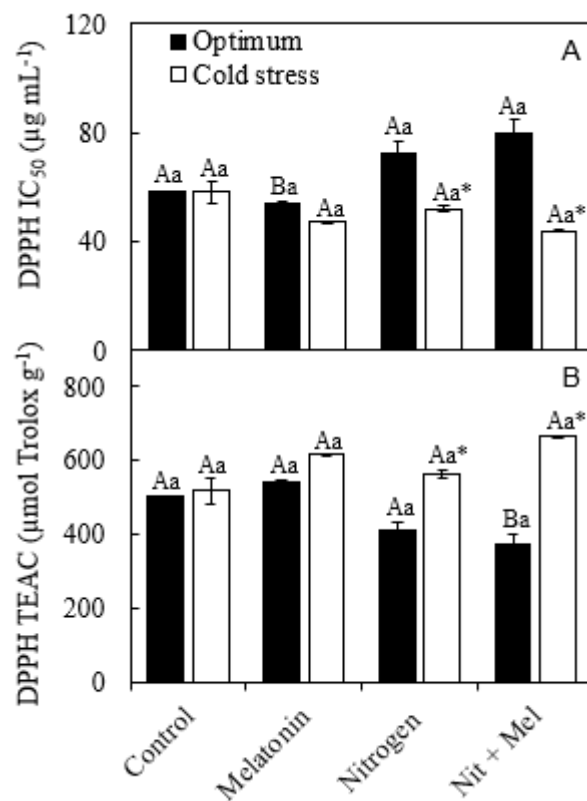 120
80
40
0
DPPH IC₅₀ (µg mL⁻¹)
Optimum
Cold stress
A
Aa
Aa
Ba
Aa
Aa
Aa*
Aa
Aa*
800
600
400
200
0
DPPH TEAC (µmol Trolox g⁻¹)
B
Aa
Aa
Aa
Aa
Aa
Aa*
Ba
Aa*
Control
Melatonin
Nitrogen
Nit + Mel